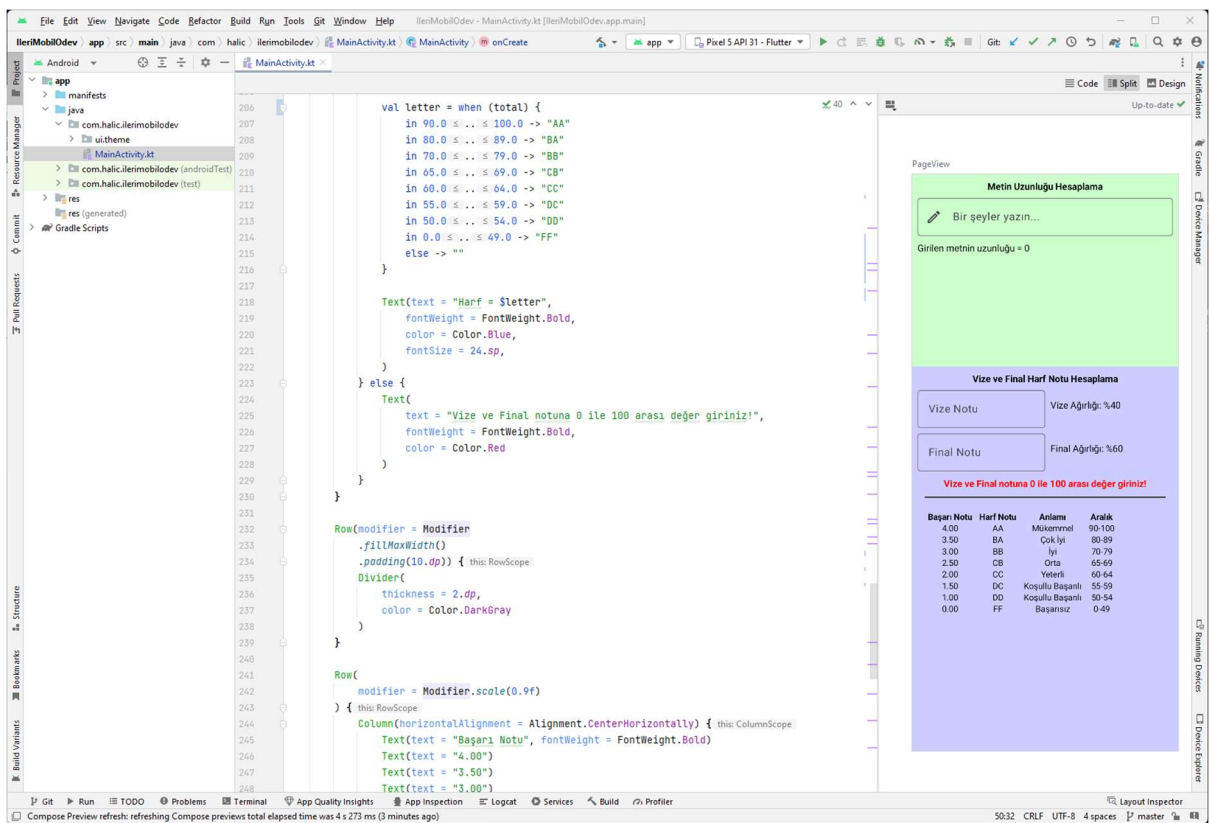 File Edit View Navigate Code Refactor Build Run Tools Git Window Help IleriMobilOdev - MainActivity.kt [IleriMobilOdev.app.main]
IleriMobilOdev app src main java com halic ilerimobilodev MainActivity.kt MainActivity onCreate app Pixel 5 API 31 - Flutter Git:
Android MainActivity.kt
Code Split Design
Up-to-date
Project
Resource Manager
Commit
Pull Requests
Structure
Bookmarks
Build Variants
app
manifests
java
com.halic.ilerimobilodev
ui.theme
MainActivity.kt
com.halic.ilerimobilodev (androidTest)
com.halic.ilerimobilodev (test)
res
res (generated)
Gradle Scripts
40
206 val letter = when (total) {
207 in 90.0 ≤ .. ≤ 100.0 -> "AA"
208 in 80.0 ≤ .. ≤ 89.0 -> "BA"
209 in 70.0 ≤ .. ≤ 79.0 -> "BB"
210 in 65.0 ≤ .. ≤ 69.0 -> "CB"
211 in 60.0 ≤ .. ≤ 64.0 -> "CC"
212 in 55.0 ≤ .. ≤ 59.0 -> "DC"
213 in 50.0 ≤ .. ≤ 54.0 -> "DD"
214 in 0.0 ≤ .. ≤ 49.0 -> "FF"
215 else -> ""
216 }
217
218 Text(text = "Harf = $letter",
219 fontWeight = FontWeight.Bold,
220 color = Color.Blue,
221 fontSize = 24.sp,
222 )
223 } else {
224 Text(
225 text = "Vize ve Final notuna 0 ile 100 arası değer giriniz!",
226 fontWeight = FontWeight.Bold,
227 color = Color.Red
228 )
229 }
230 }
231
232 Row(modifier = Modifier
233 .fillMaxWidth()
234 .padding(10.dp)) { this: RowScope
235 Divider(
236 thickness = 2.dp,
237 color = Color.DarkGray
238 )
239 }
240
241 Row(
242 modifier = Modifier.scale(0.9f)
243 ) { this: RowScope
244 Column(horizontalAlignment = Alignment.CenterHorizontally) { this: ColumnScope
245 Text(text = "Başarı Notu", fontWeight = FontWeight.Bold)
246 Text(text = "4.00")
247 Text(text = "3.50")
248 Text(text = "3.00")
PageView
Metin Uzunluğu Hesaplama
Bir şeyler yazın...
Girilen metnin uzunluğu = 0
Vize ve Final Harf Notu Hesaplama
Vize Notu Vize Ağırlığı: %40
Final Notu Final Ağırlığı: %60
Vize ve Final notuna 0 ile 100 arası değer giriniz!
Başarı Notu Harf Notu Anlamı Aralık
4.00 AA Mükemmel 90-100
3.50 BA Çok İyi 80-89
3.00 BB İyi 70-79
2.50 CB Orta 65-69
2.00 CC Yeterli 60-64
1.50 DC Koşullu Başarılı 55-59
1.00 DD Koşullu Başarılı 50-54
0.00 FF Başarısız 0-49
Notifications
Gradle
Device Manager
Running Devices
Device Explorer
Git Run TODO Problems Terminal App Quality Insights App Inspection Logcat Services Build Profiler Layout Inspector
Compose Preview refresh: refreshing Compose previews total elapsed time was 4 s 273 ms (3 minutes ago) 50:32 CRLF UTF-8 4 spaces master